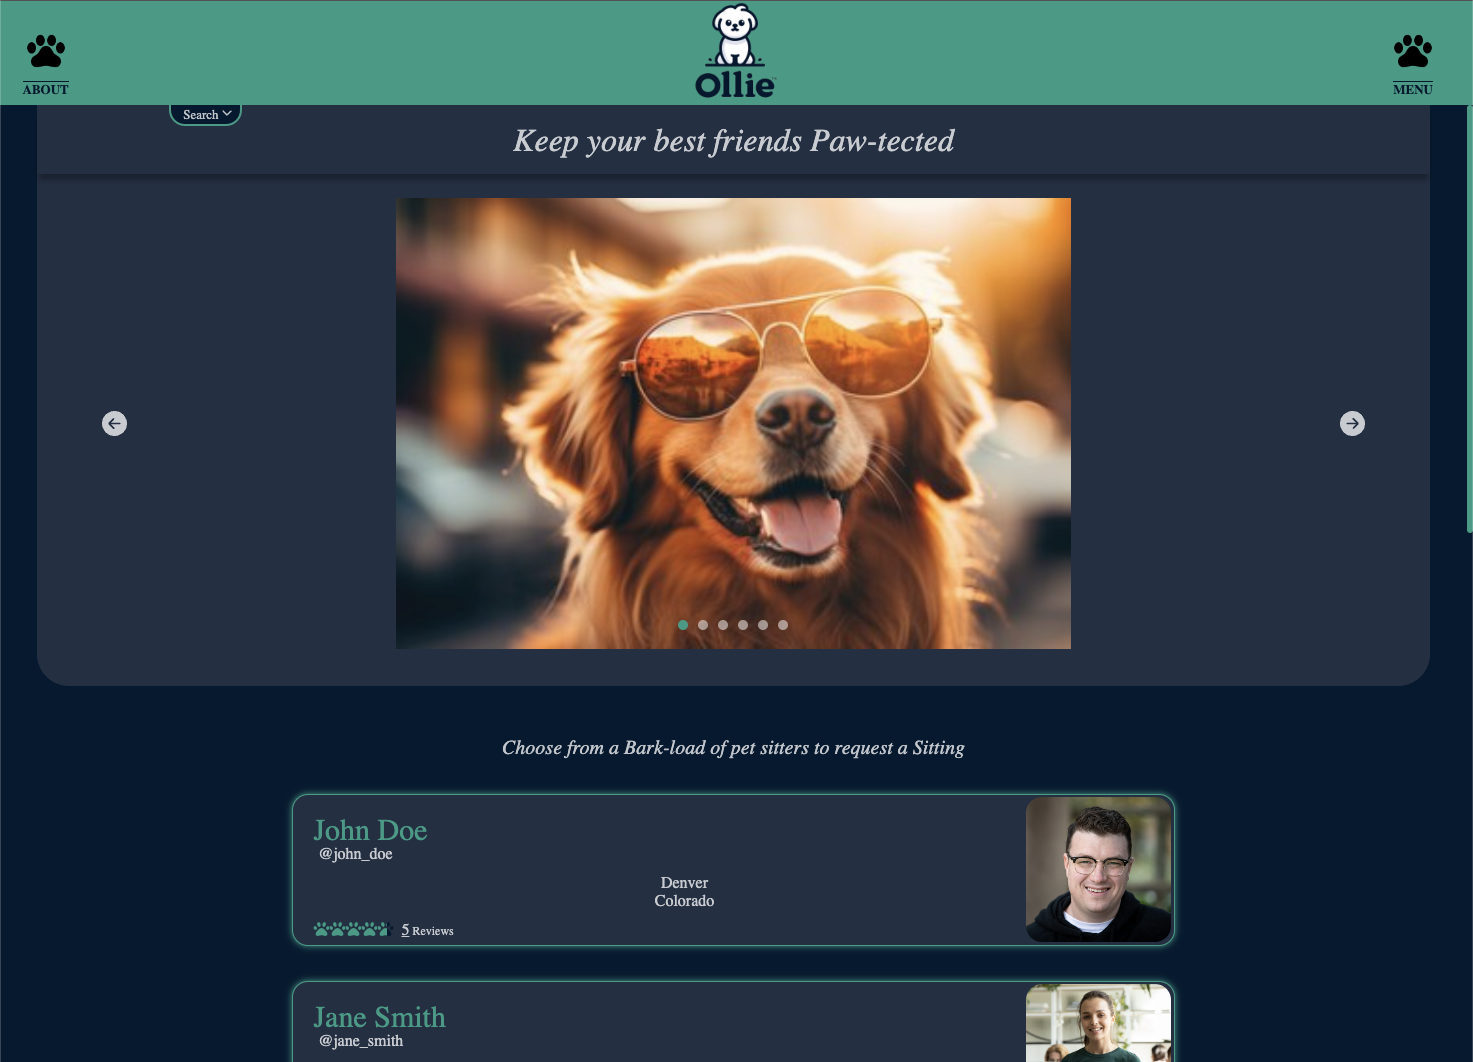 ABOUT
Ollie
MENU
Search
Keep your best friends Paw-tected
Choose from a Bark-load of pet sitters to request a Sitting
John Doe
@john_doe
Denver
Colorado
5 Reviews
Jane Smith
@jane_smith